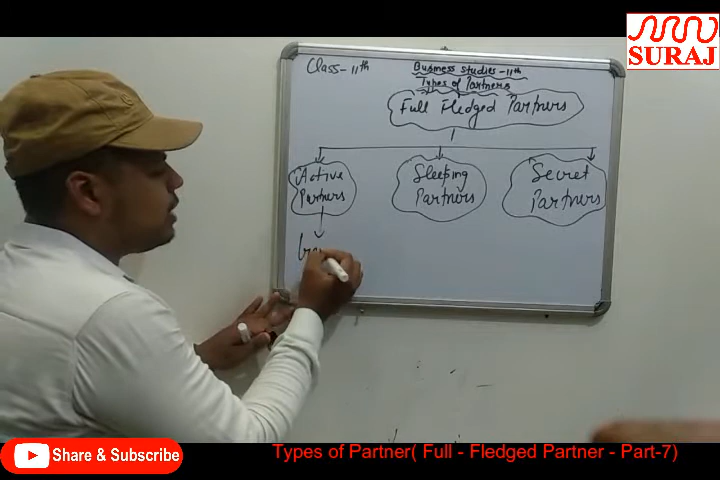 SURAJ
Class-11th
Business studies-11th
Types of Partners
Full Fledged Partners
Active
Partners
Sleeping
Partners
Secret
Partners
Share & Subscribe
Types of Partner( Full - Fledged Partner - Part-7)